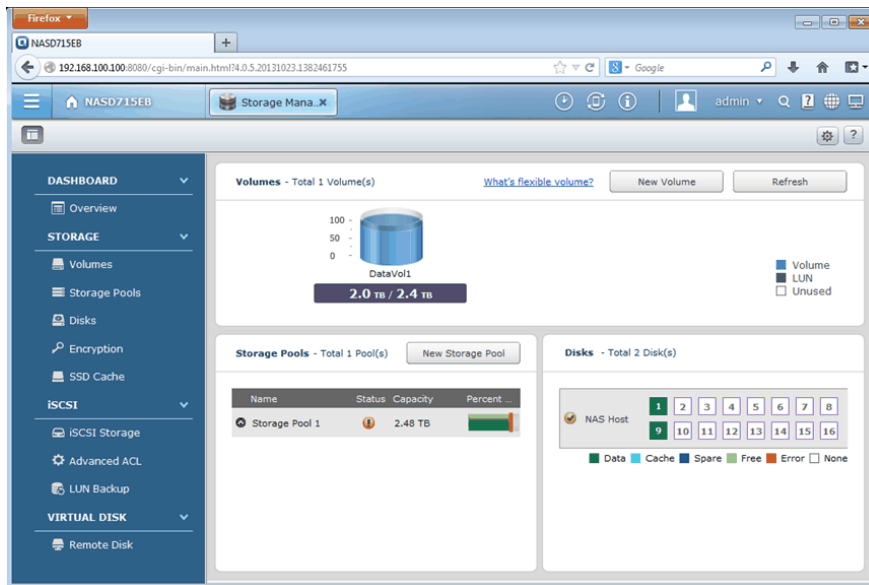 Firefox
NASD715EB
+
192.168.100.100:8080/cgi-bin/main.html?4.0.5.20131023.1382461755
Google
NASD715EB
Storage Mana..x
admin
DASHBOARD
Overview
STORAGE
Volumes
Storage Pools
Disks
Encryption
SSD Cache
iSCSI
iSCSI Storage
Advanced ACL
LUN Backup
VIRTUAL DISK
Remote Disk
Volumes - Total 1 Volume(s)
What's flexible volume?
New Volume
Refresh
100
50
0
DataVol1
2.0 TB / 2.4 TB
Volume
LUN
Unused
Storage Pools - Total 1 Pool(s)
New Storage Pool
Name Status Capacity Percent ...
Storage Pool 1 2.48 TB
Disks - Total 2 Disk(s)
NAS Host
1 2 3 4 5 6 7 8
9 10 11 12 13 14 15 16
Data Cache Spare Free Error None